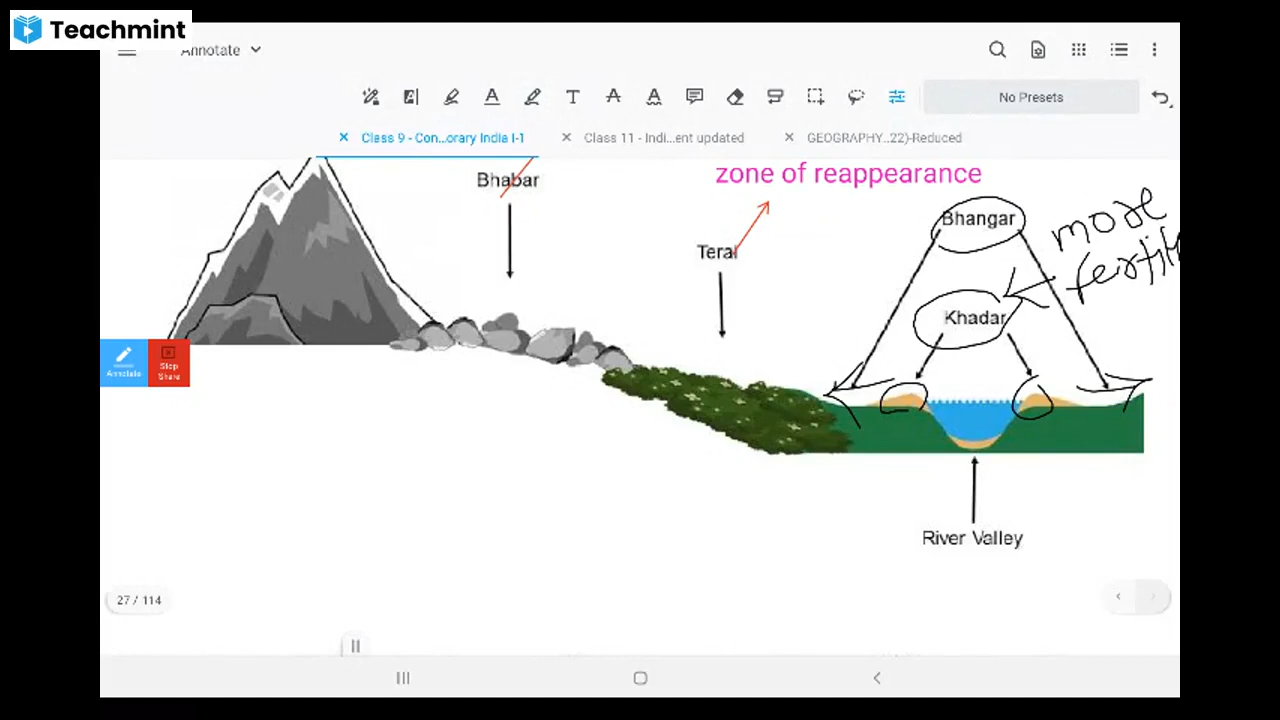 Teachmint
Annotate
No Presets
Class 9 - Con...orary India I-1
Class 11 - Indi...ent updated
GEOGRAPHY...22)-Reduced
Bhabar
zone of reappearance
Terai
Bhangar
more
Khadar
Annotate
Stop
Share
River Valley
27 / 114